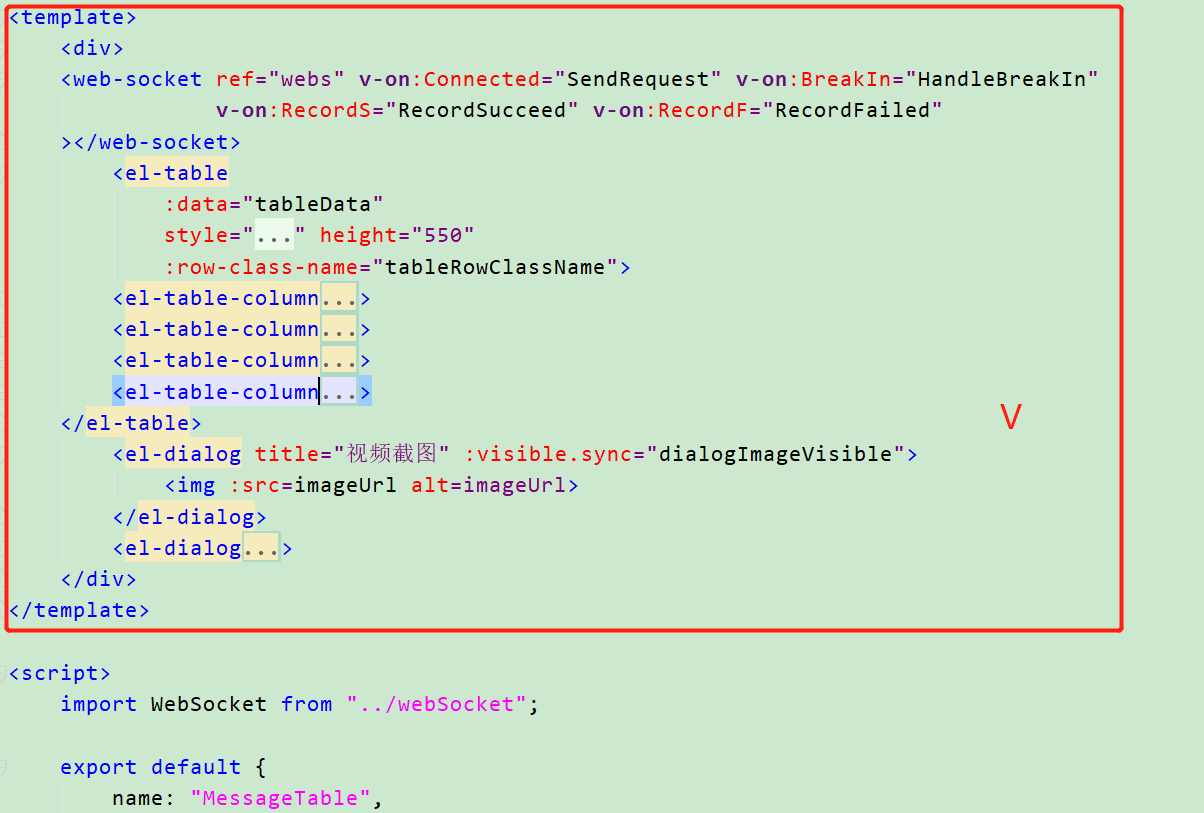 <template>
<div>
<web-socket ref="webs" v-on:Connected="SendRequest" v-on:BreakIn="HandleBreakIn"
v-on:RecordS="RecordSucceed" v-on:RecordF="RecordFailed"
></web-socket>
<el-table
:data="tableData"
style="..." height="550"
:row-class-name="tableRowClassName">
<el-table-column...>
<el-table-column...>
<el-table-column...>
<el-table-column...>
</el-table>
V
<el-dialog title="视频截图" :visible.sync="dialogImageVisible">
<img :src=imageUrl alt=imageUrl>
</el-dialog>
<el-dialog...>
</div>
</template>
<script>
import WebSocket from "../webSocket";
export default {
name: "MessageTable",